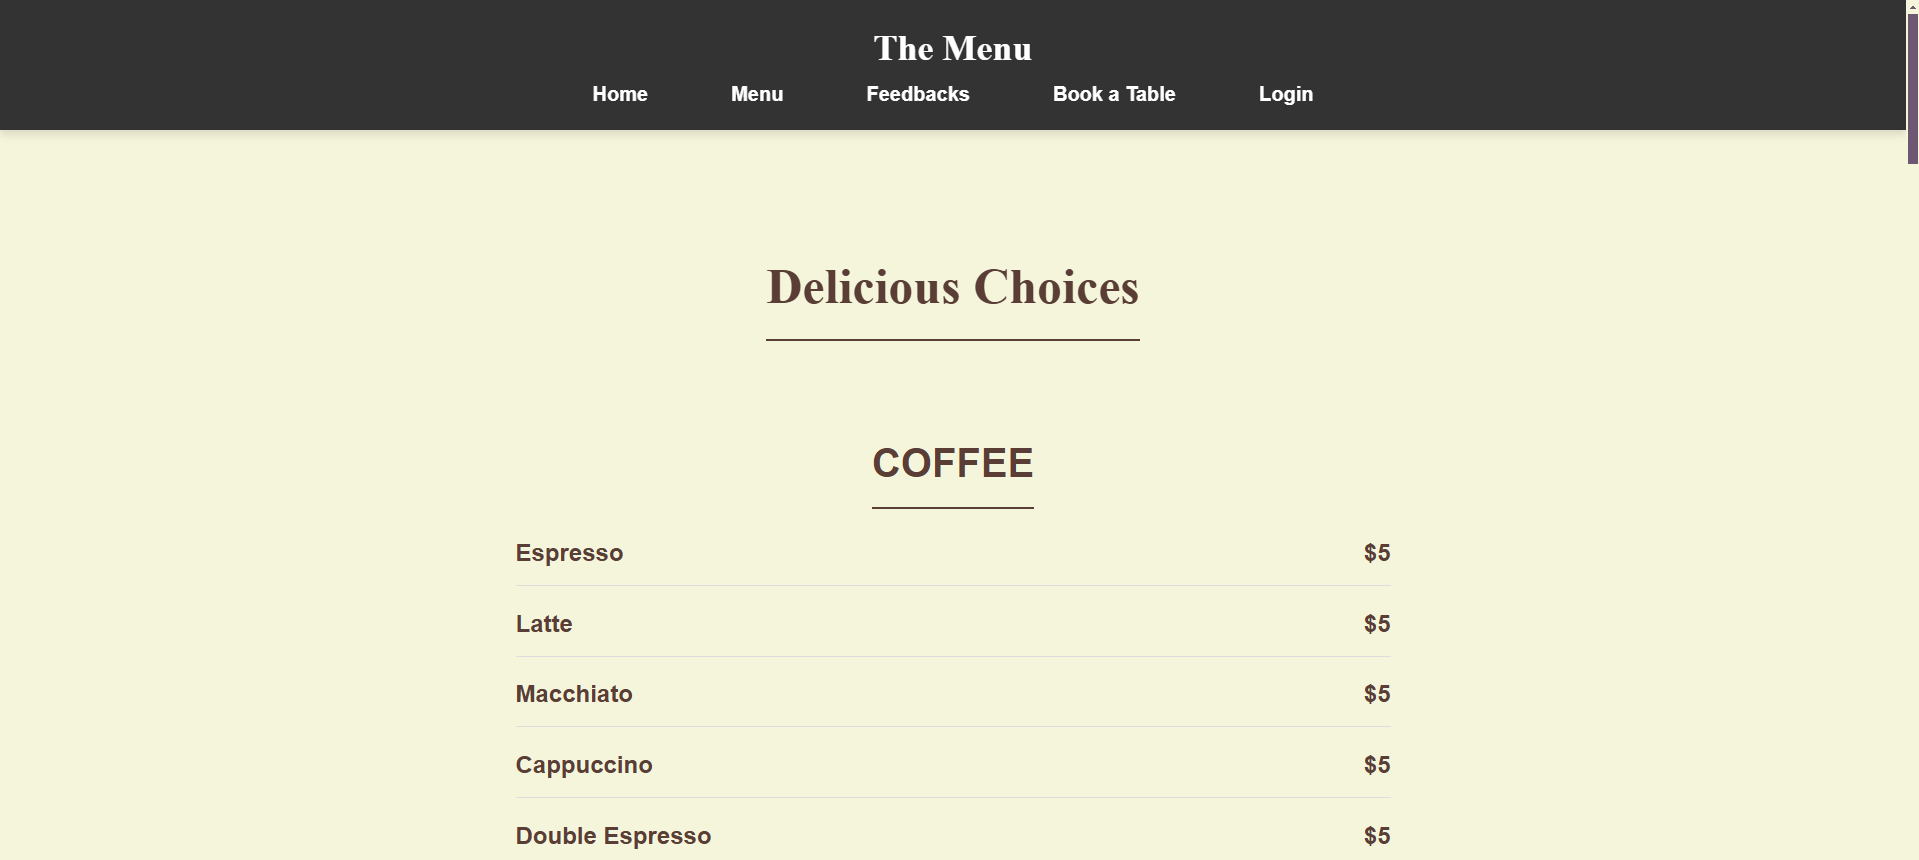 The Menu
Home Menu Feedbacks Book a Table Login
Delicious Choices
COFFEE
Espresso $5
Latte $5
Macchiato $5
Cappuccino $5
Double Espresso $5